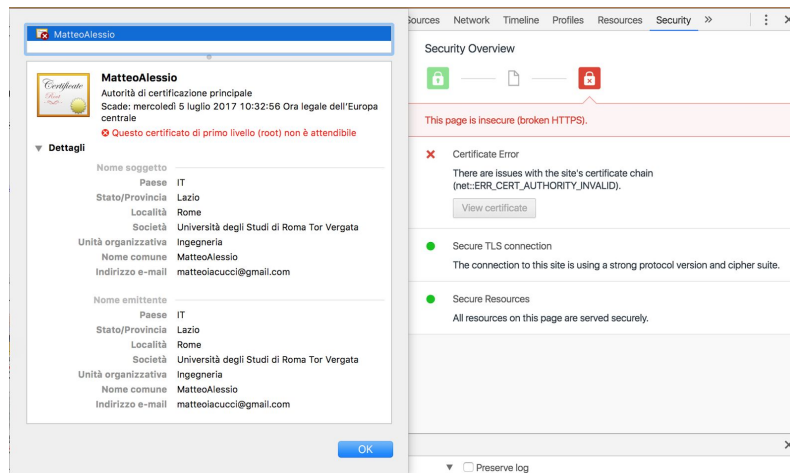 MatteoAlessio
Certificate
Root
MatteoAlessio
Autorità di certificazione principale
Scade: mercoledì 5 luglio 2017 10:32:56 Ora legale dell'Europa
centrale
Questo certificato di primo livello (root) non è attendibile
Dettagli
Nome soggetto
Paese IT
Stato/Provincia Lazio
Località Rome
Società Università degli Studi di Roma Tor Vergata
Unità organizzativa Ingegneria
Nome comune MatteoAlessio
Indirizzo e-mail matteoiacucci@gmail.com
Nome emittente
Paese IT
Stato/Provincia Lazio
Località Rome
Società Università degli Studi di Roma Tor Vergata
Unità organizzativa Ingegneria
Nome comune MatteoAlessio
Indirizzo e-mail matteoiacucci@gmail.com
OK
Sources Network Timeline Profiles Resources Security »
Security Overview
This page is insecure (broken HTTPS).
Certificate Error
There are issues with the site's certificate chain
(net::ERR_CERT_AUTHORITY_INVALID).
View certificate
Secure TLS connection
The connection to this site is using a strong protocol version and cipher suite.
Secure Resources
All resources on this page are served securely.
Preserve log